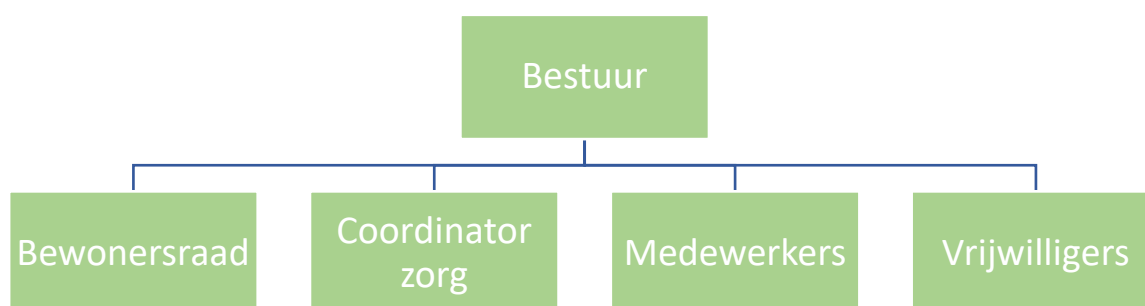 Bestuur
Bewonersraad
Coordinator
zorg
Medewerkers
Vrijwilligers